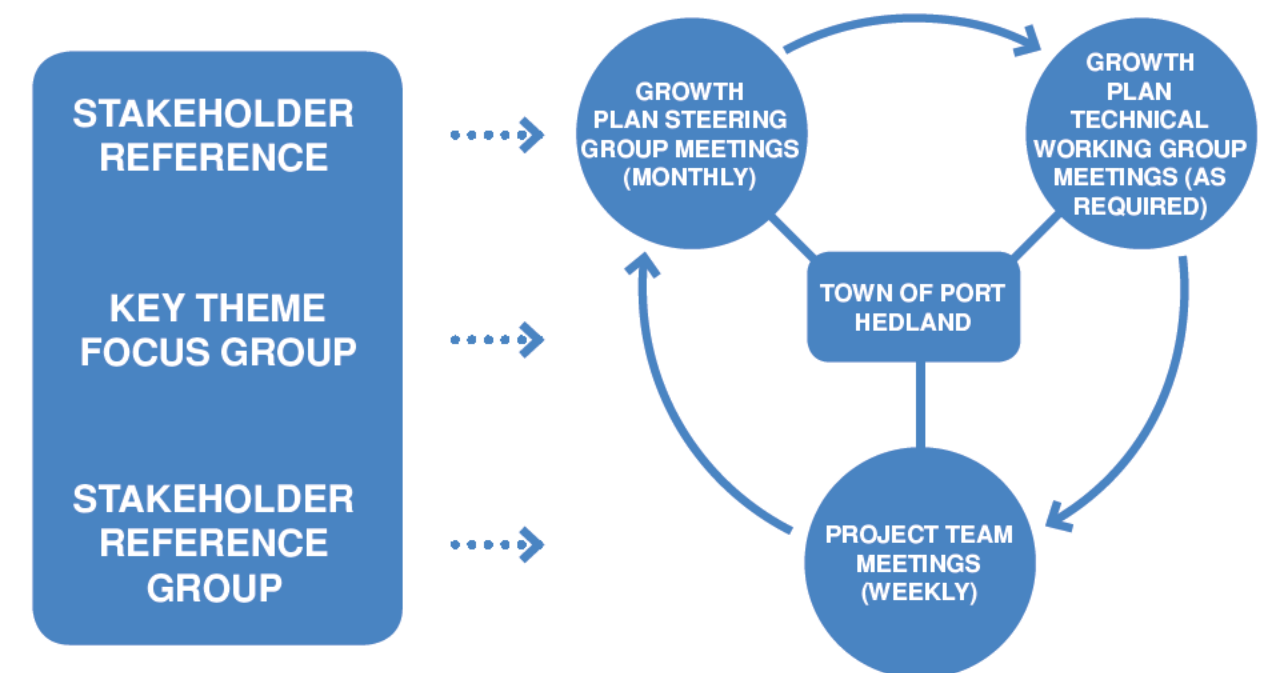 STAKEHOLDER
REFERENCE
KEY THEME
FOCUS GROUP
STAKEHOLDER
REFERENCE
GROUP
GROWTH
PLAN STEERING
GROUP MEETINGS
(MONTHLY)
GROWTH
PLAN
TECHNICAL
WORKING GROUP
MEETINGS (AS
REQUIRED)
TOWN OF PORT
HEDLAND
PROJECT TEAM
MEETINGS
(WEEKLY)